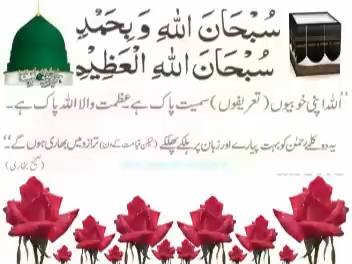 سُبْحَانَ اللهِ وَ بِحَمْدِ
سُبْحَانَ اللهِ الْعَظِيْمِ
"اللہ اپنی خوبیوں (تعریفوں) سمیت پاک ہے۔ عظمت والا اللہ پاک ہے۔
یہ دو کلمے رحمٰن کو بہت پیارے اور زبان پر ہلکے پھلکے (لیکن قیامت کے دن) ترازو میں بھاری ہوں گے۔"
(صحیح بخاری)